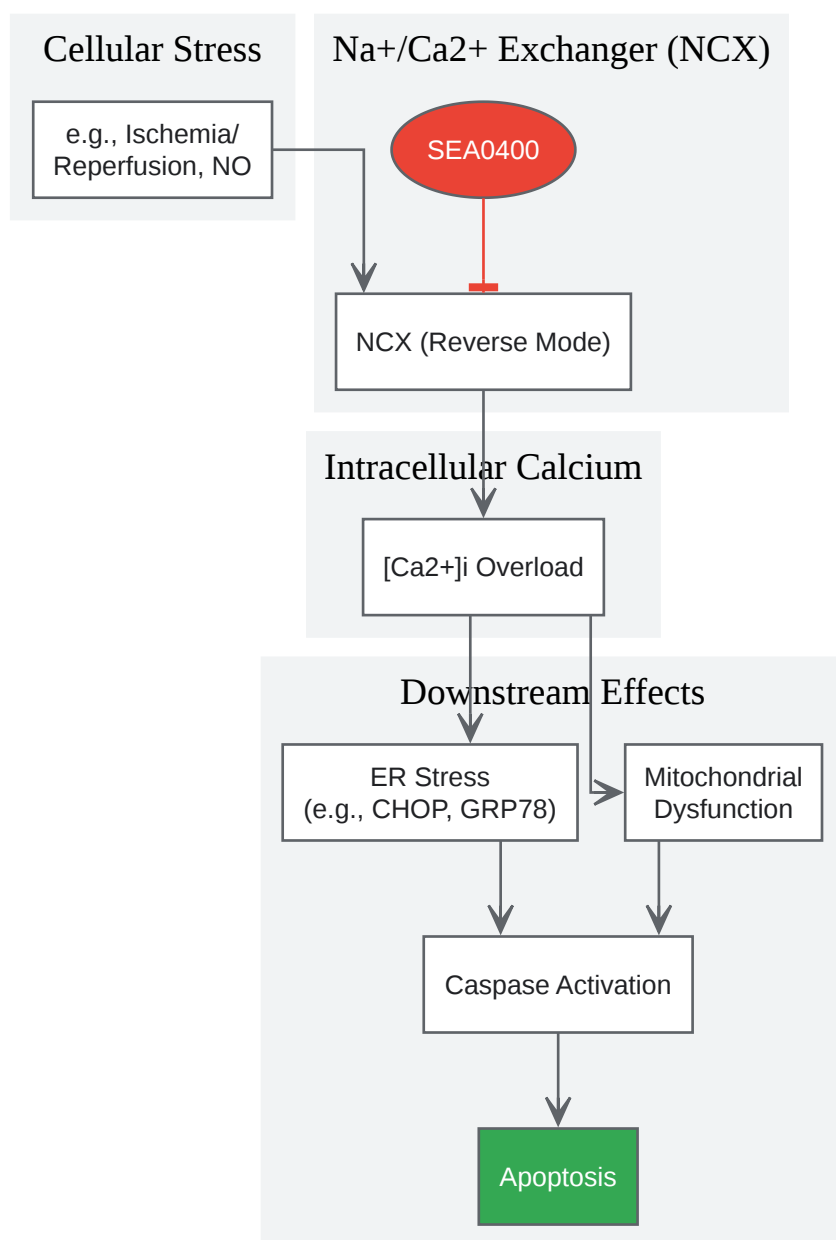 Cellular Stress
e.g., Ischemia/
Reperfusion, NO
Na+/Ca2+ Exchanger (NCX)
SEA0400
NCX (Reverse Mode)
Intracellular Calcium
[Ca2+]i Overload
Downstream Effects
ER Stress
(e.g., CHOP, GRP78)
Mitochondrial
Dysfunction
Caspase Activation
Apoptosis